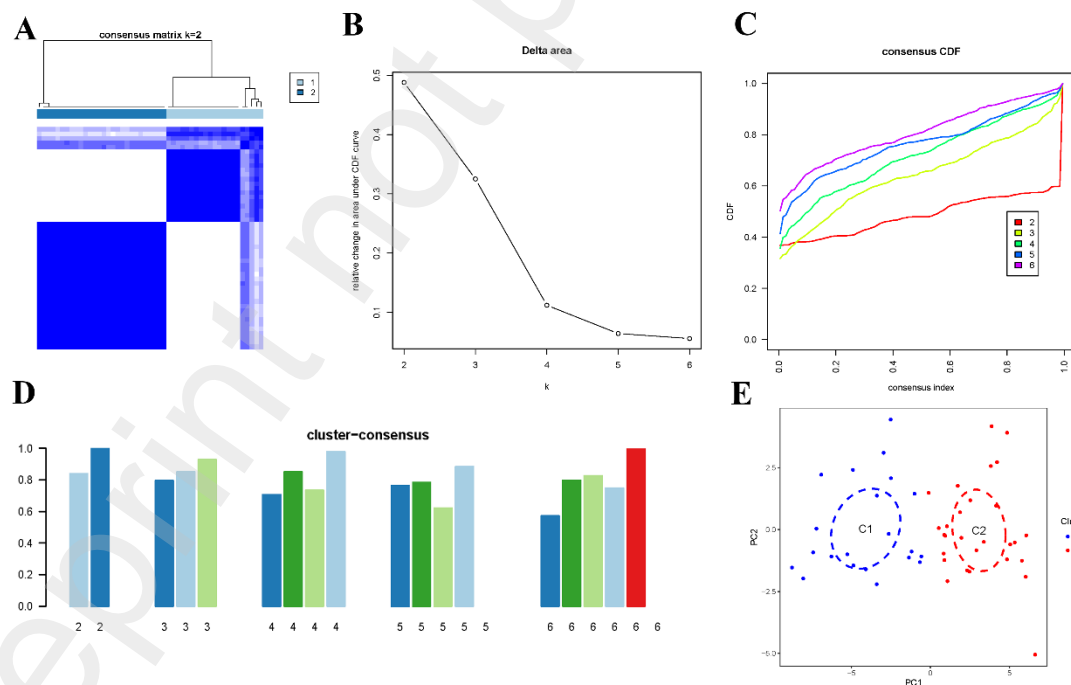 A
consensus matrix k=2
1
2
B
Delta area
relative change in area under CDF curve
0.5
0.4
0.3
0.2
0.1
2 3 4 5 6
k
C
consensus CDF
CDF
1.0
0.8
0.6
0.4
0.2
0.0
2
3
4
5
6
0.0 0.2 0.4 0.6 0.8 1.0
consensus index
D
cluster-consensus
1.0
0.8
0.6
0.4
0.2
0.0
2 2 3 3 3 4 4 4 4 5 5 5 5 5 6 6 6 6 6 6
E
PC2
2.5
0.0
-2.5
-5.0
C1
C2
-5 0 5
PC1
Clu
eprint not p